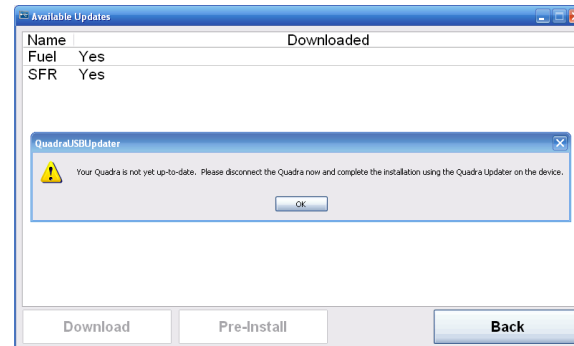 Available Updates
Name Downloaded
Fuel Yes
SFR Yes
QuadraUSBUpdater
Your Quadra is not yet up-to-date. Please disconnect the Quadra now and complete the installation using the Quadra Updater on the device.
OK
Download Pre-Install Back